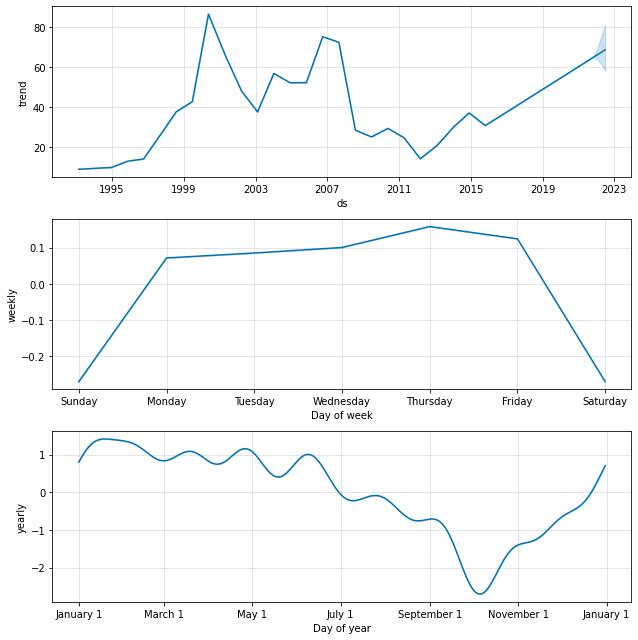 80
60
40
20
trend
1995 1999 2003 2007 2011 2015 2019 2023
ds
0.1
0.0
−0.1
−0.2
weekly
Sunday Monday Tuesday Wednesday Thursday Friday Saturday
Day of week
1
0
−1
−2
yearly
January 1 March 1 May 1 July 1 September 1 November 1 January 1
Day of year